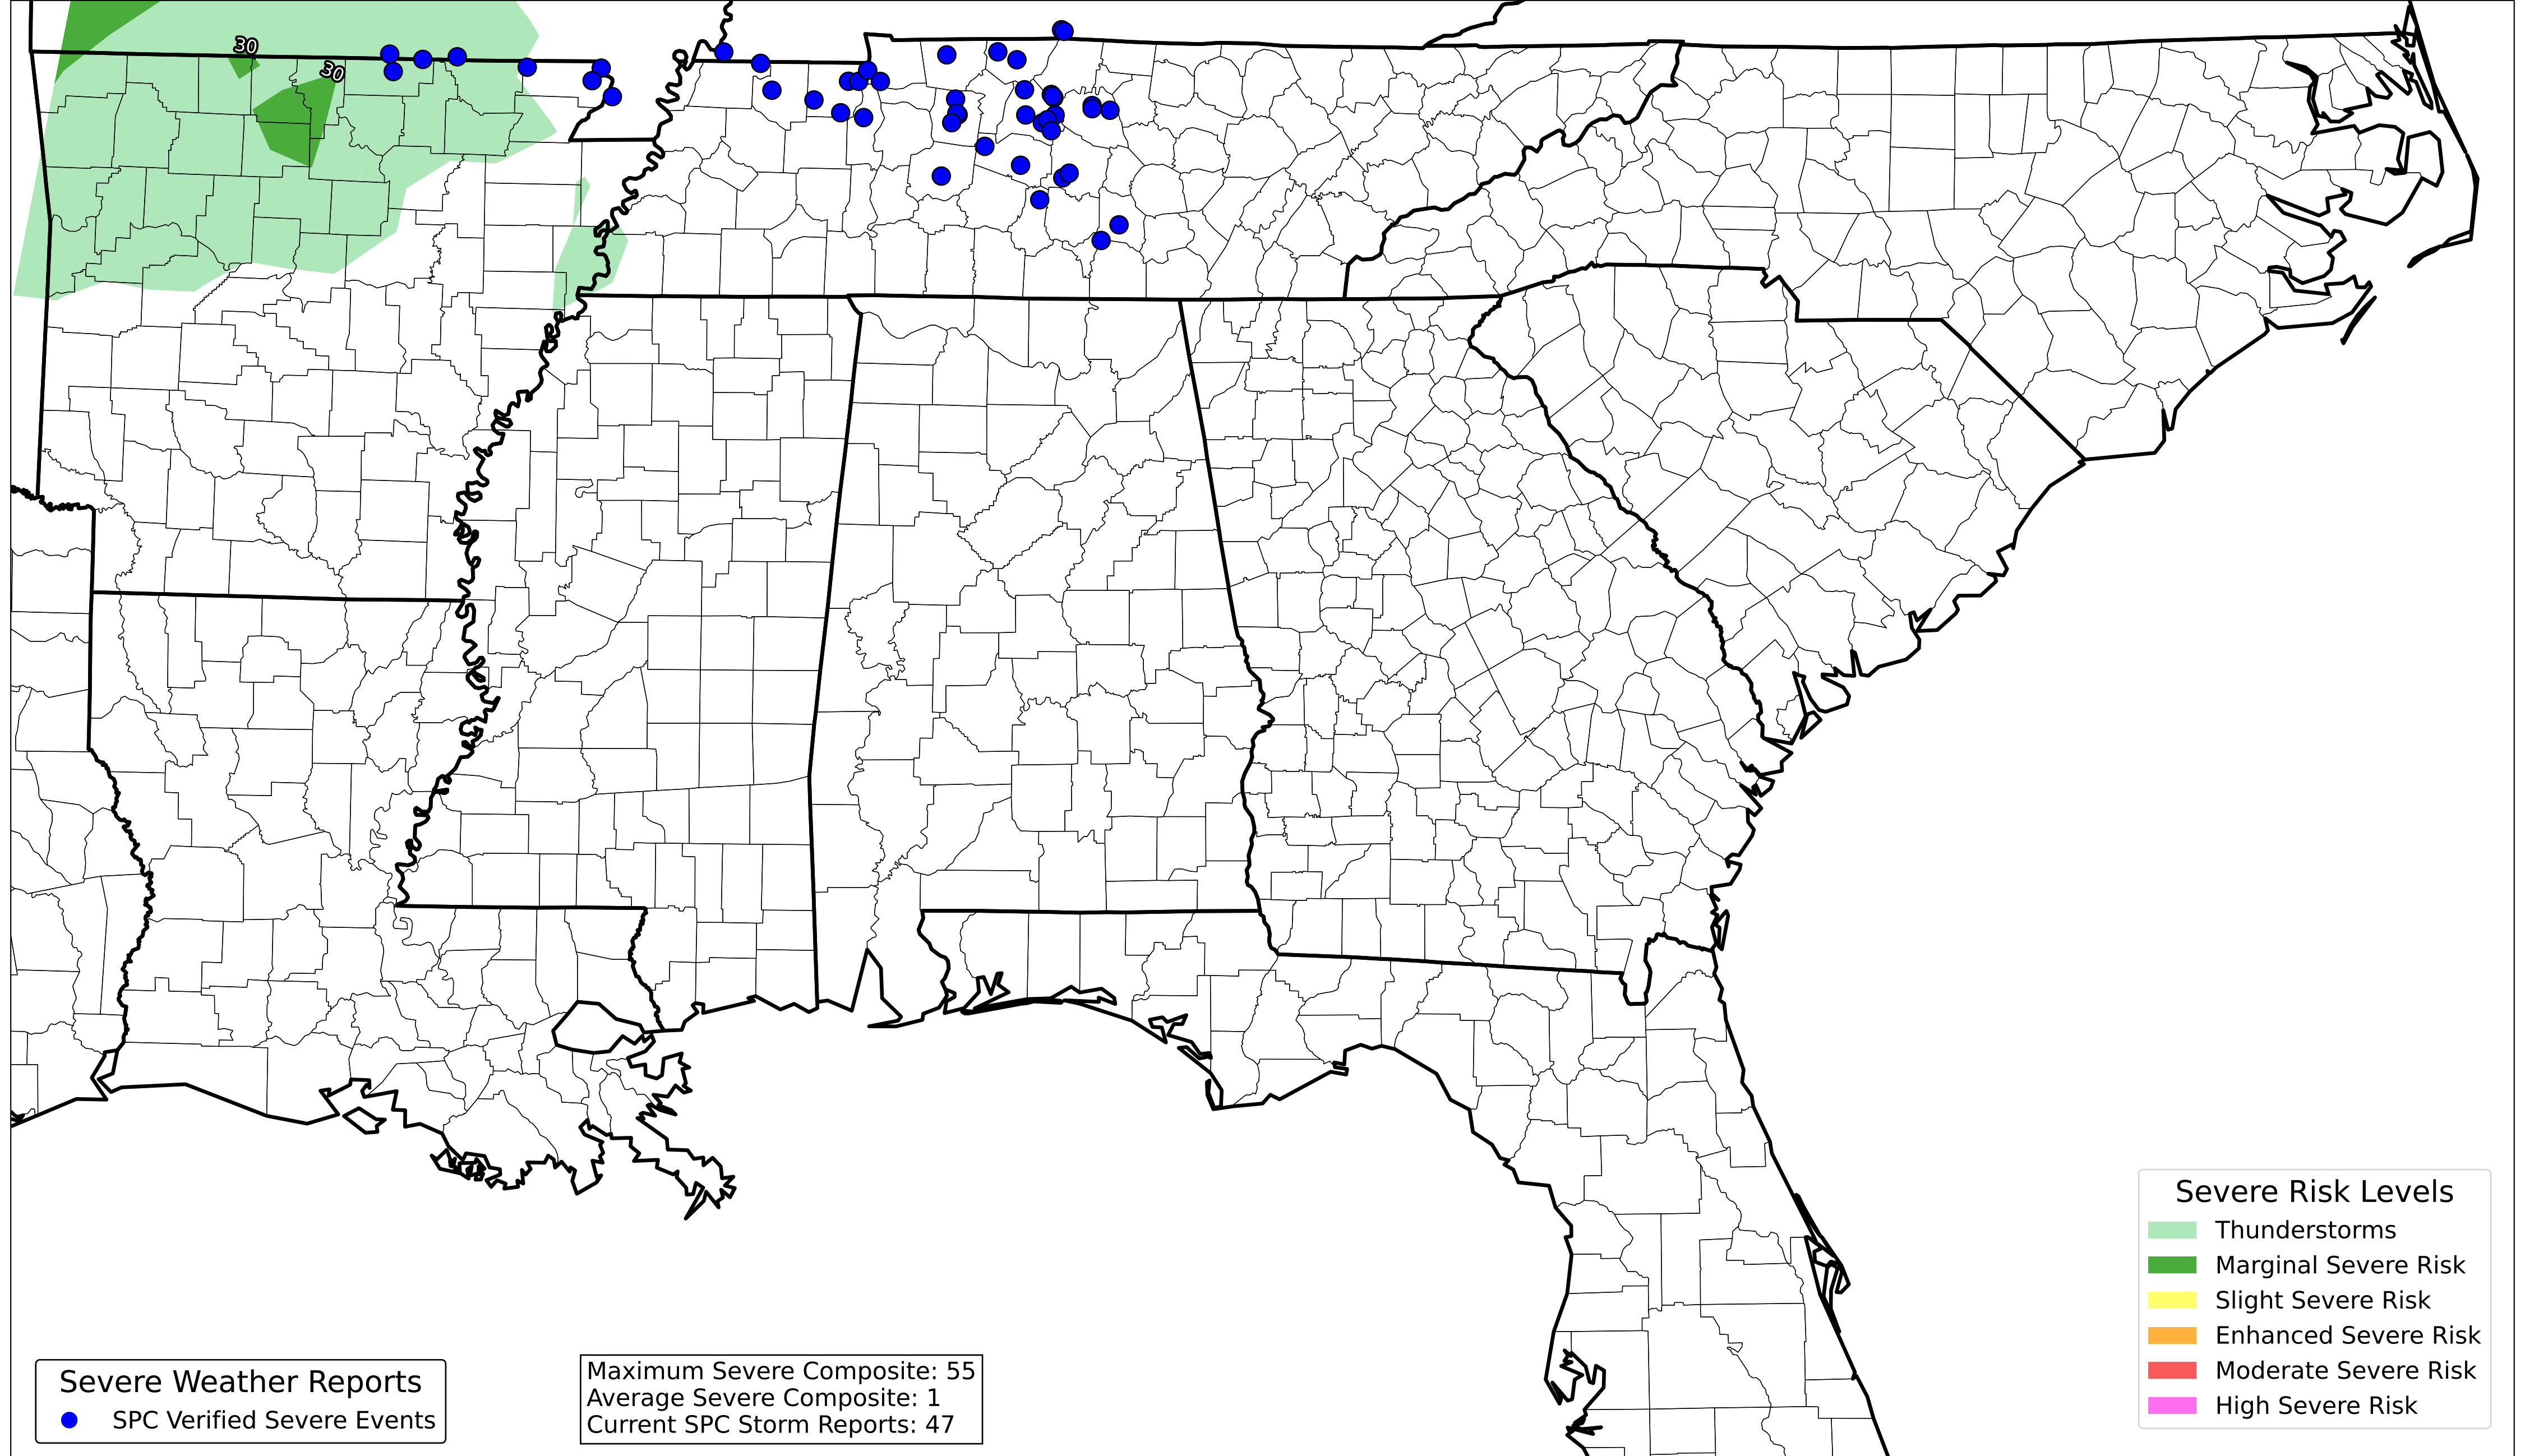 30
30
Severe Risk Levels
Thunderstorms
Marginal Severe Risk
Slight Severe Risk
Enhanced Severe Risk
Moderate Severe Risk
High Severe Risk
Severe Weather Reports
SPC Verified Severe Events
Maximum Severe Composite: 55
Average Severe Composite: 1
Current SPC Storm Reports: 47